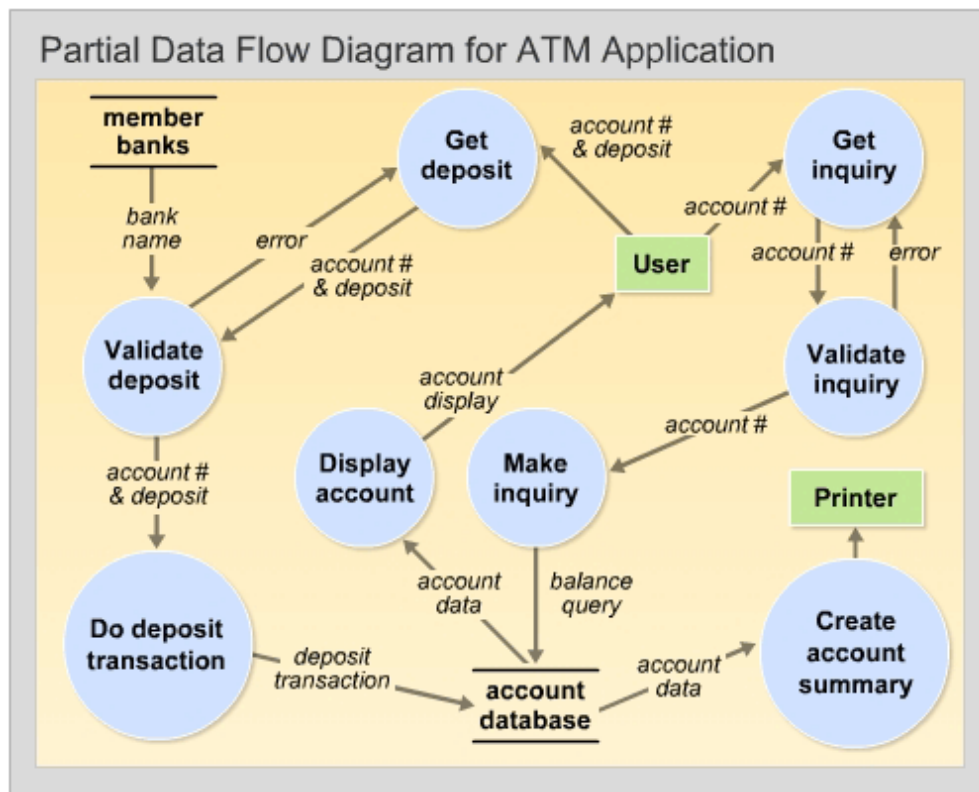 Partial Data Flow Diagram for ATM Application
member
banks
Get
deposit
account #
& deposit
Get
inquiry
bank
name
error
account #
& deposit
account #
User
account #
error
Validate
deposit
account
display
Validate
inquiry
account #
account #
& deposit
Display
account
Make
inquiry
Printer
Do deposit
transaction
account
data
balance
query
Create
account
summary
deposit
transaction
account
database
account
data